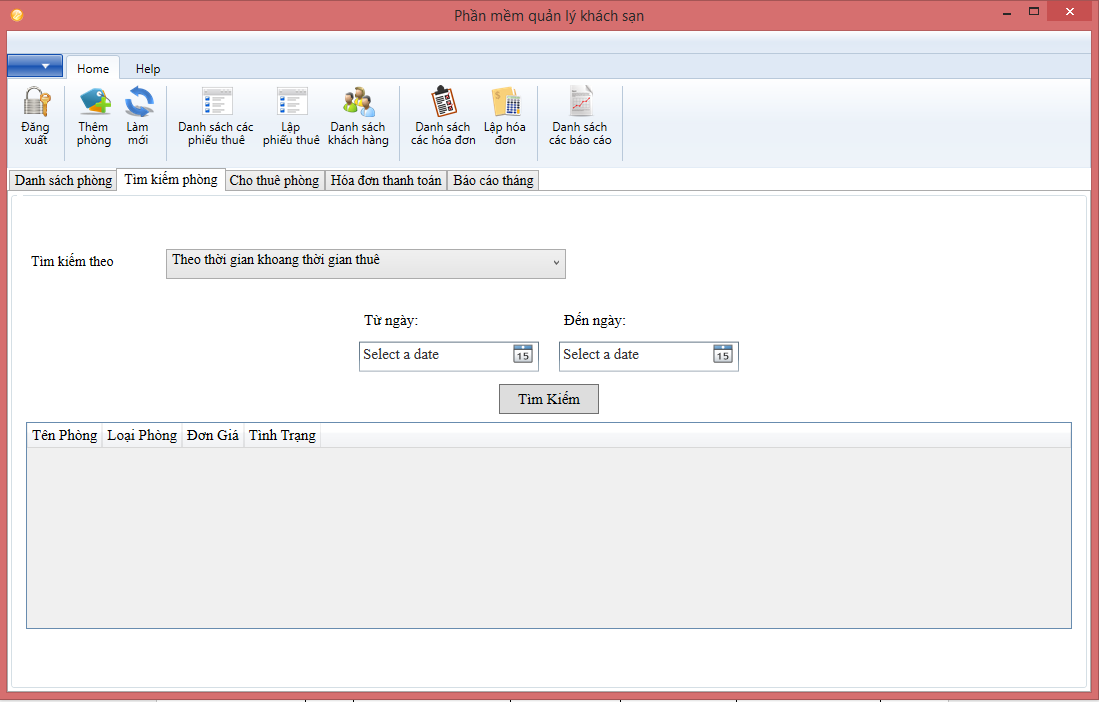 Phần mềm quản lý khách sạn
Home Help
Đăng xuất
Thêm phòng
Làm mới
Danh sách các phiếu thuê
Lập phiếu thuê
Danh sách khách hàng
Danh sách các hóa đơn
Lập hóa đơn
Danh sách các báo cáo
Danh sách phòng Tìm kiếm phòng Cho thuê phòng Hóa đơn thanh toán Báo cáo tháng
Tìm kiếm theo Theo thời gian khoang thời gian thuê
Từ ngày: Đến ngày:
Select a date 15 Select a date 15
Tìm Kiếm
Tên Phòng Loại Phòng Đơn Giá Tình Trạng